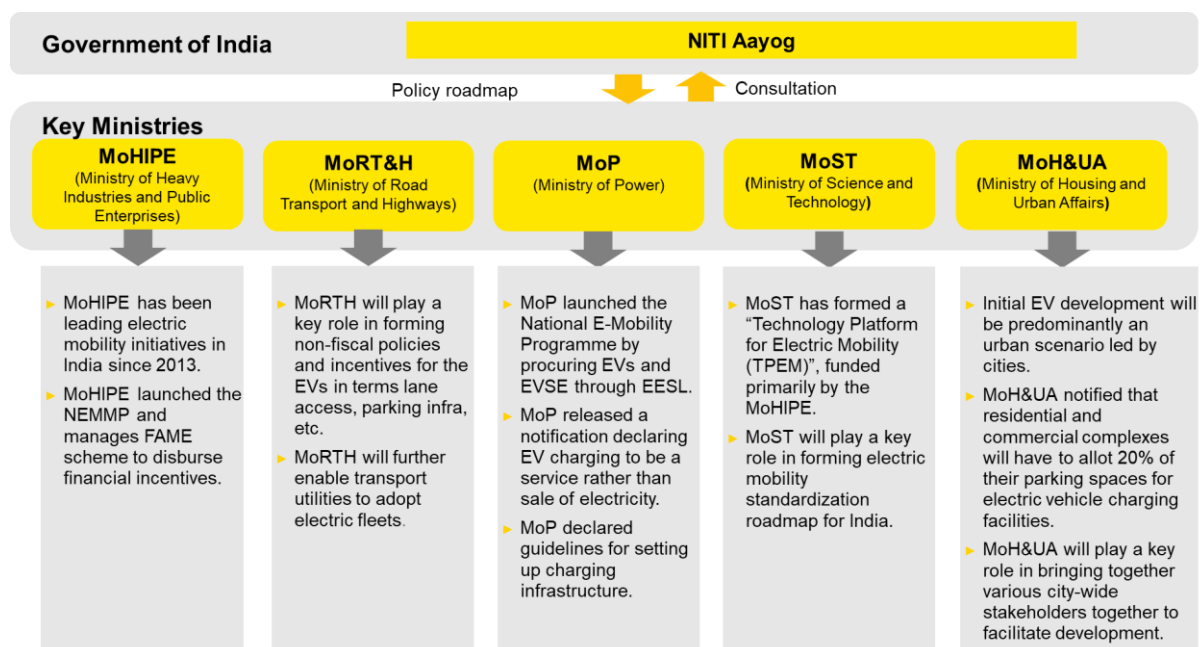 Government of India
NITI Aayog
Policy roadmap
Consultation
Key Ministries
MoHIPE
(Ministry of Heavy
Industries and Public
Enterprises)
MoRT&H
(Ministry of Road
Transport and Highways)
MoP
(Ministry of Power)
MoST
(Ministry of Science and
Technology)
MoH&UA
(Ministry of Housing and
Urban Affairs)
MoHIPE has been
leading electric
mobility initiatives in
India since 2013.
MoHIPE launched the
NEMMP and
manages FAME
scheme to disburse
financial incentives.
MoRTH will play a
key role in forming
non-fiscal policies
and incentives for the
EVs in terms lane
access, parking infra,
etc.
MoRTH will further
enable transport
utilities to adopt
electric fleets.
MoP launched the
National E-Mobility
Programme by
procuring EVs and
EVSE through EESL.
MoP released a
notification declaring
EV charging to be a
service rather than
sale of electricity.
MoP declared
guidelines for setting
up charging
infrastructure.
MoST has formed a
“Technology Platform
for Electric Mobility
(TPEM)”, funded
primarily by the
MoHIPE.
MoST will play a key
role in forming electric
mobility
standardization
roadmap for India.
Initial EV development will
be predominantly an
urban scenario led by
cities.
MoH&UA notified that
residential and
commercial complexes
will have to allot 20% of
their parking spaces for
electric vehicle charging
facilities.
MoH&UA will play a key
role in bringing together
various city-wide
stakeholders together to
facilitate development.